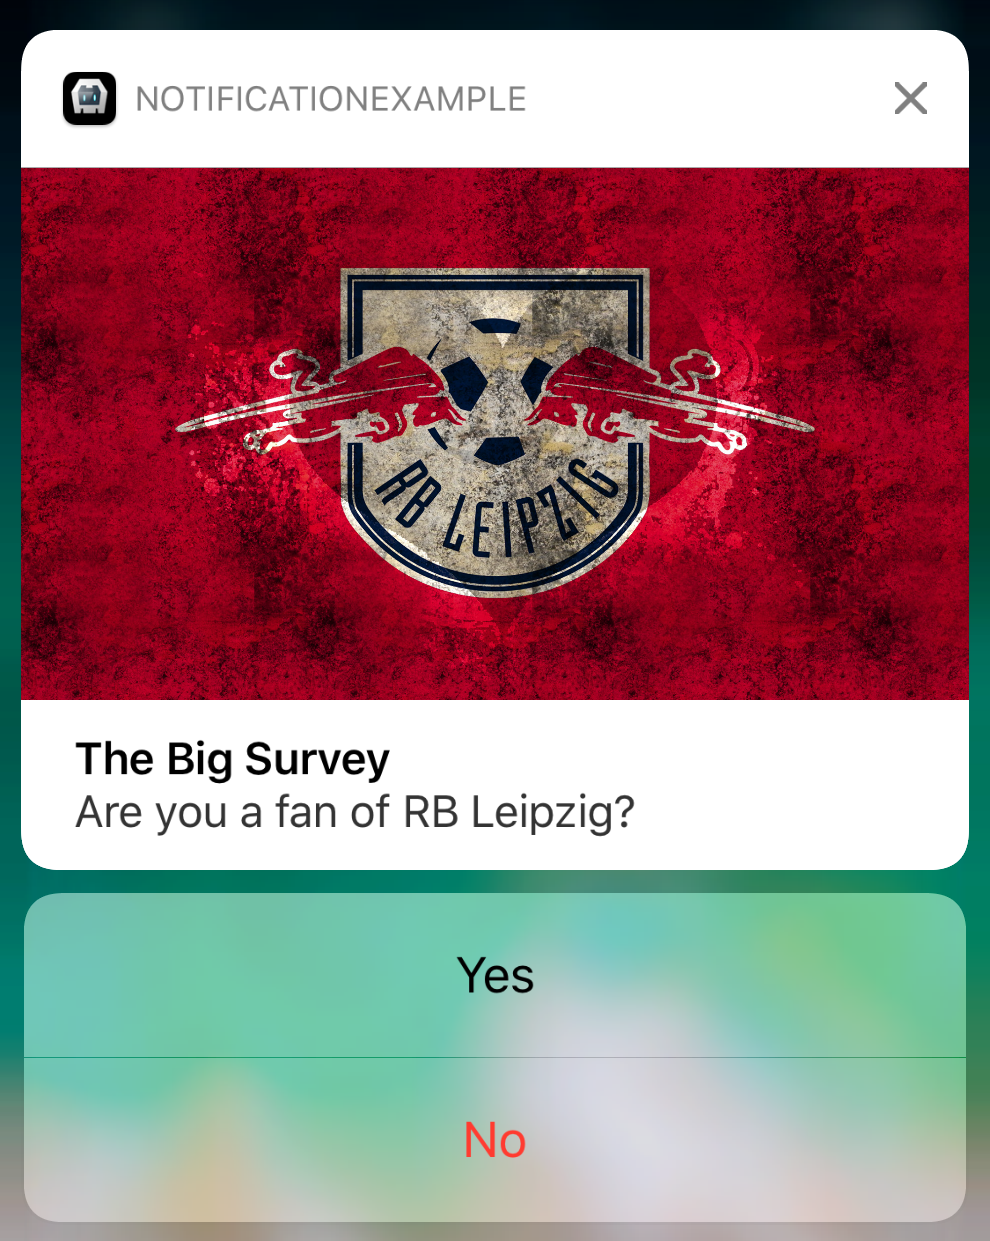 NOTIFICATIONEXAMPLE
RB LEIPZIG
The Big Survey
Are you a fan of RB Leipzig?
Yes
No